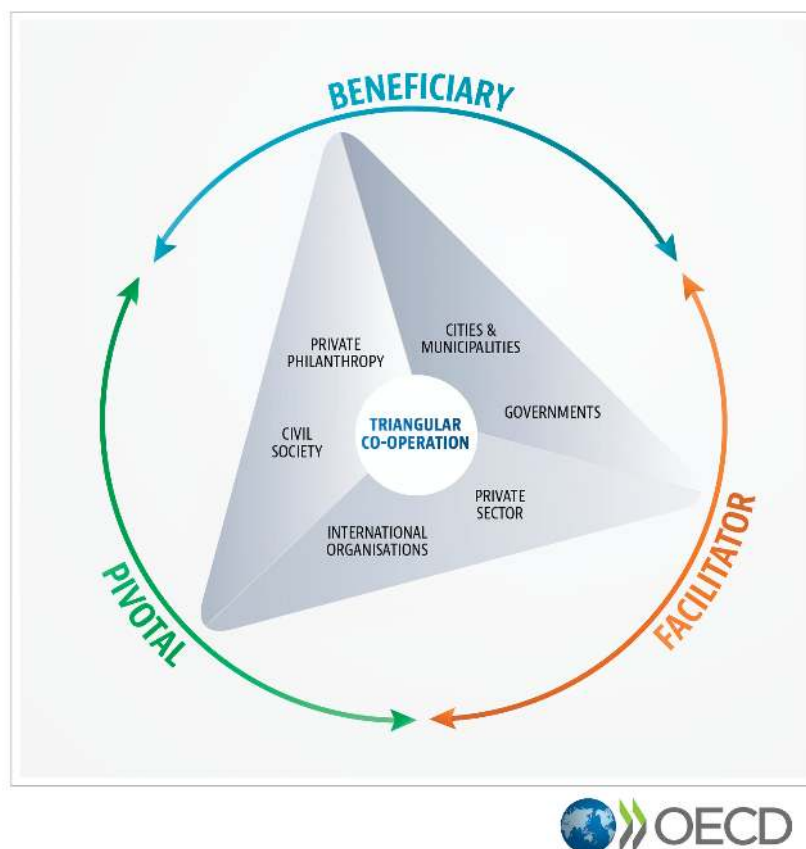 BENEFICIARY
CITIES &
MUNICIPALITIES
PRIVATE
PHILANTHROPY
GOVERNMENTS
TRIANGULAR
CO-OPERATION
CIVIL
SOCIETY
PRIVATE
SECTOR
INTERNATIONAL
ORGANISATIONS
PIVOTAL
FACILITATOR
OECD